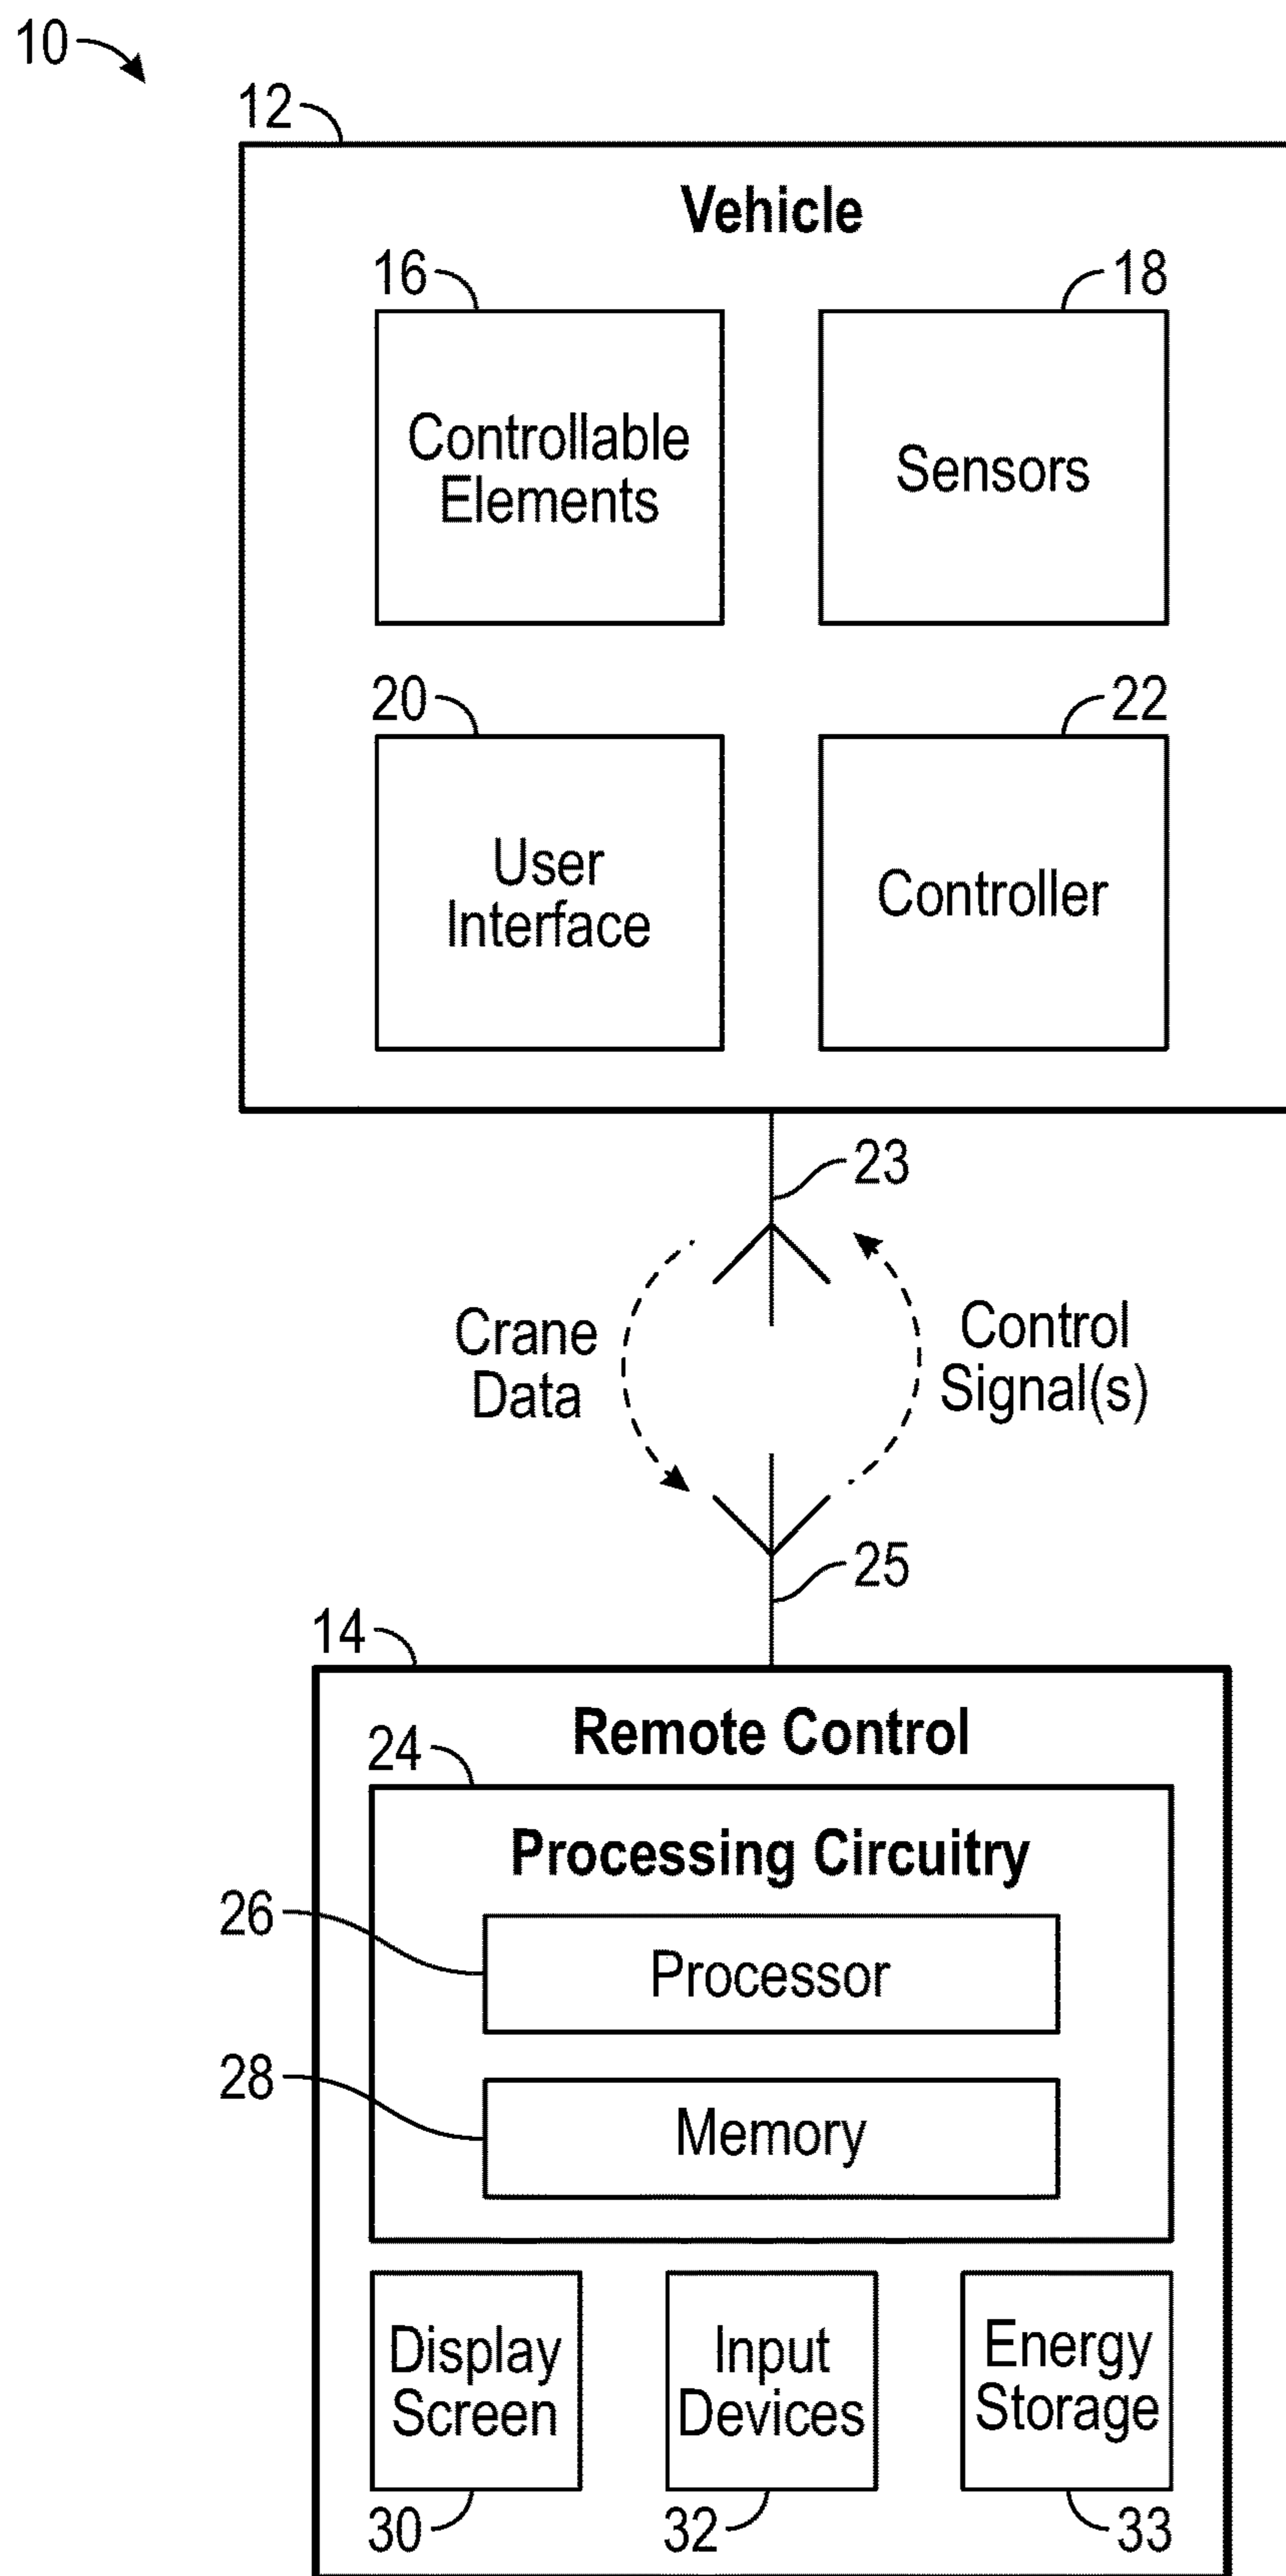 10
12
Vehicle
16
18
Controllable
Elements
Sensors
20
22
User
Interface
Controller
23
Crane
Data
Control
Signal(s)
25
14
Remote Control
24
Processing Circuitry
26
Processor
28
Memory
Display
Screen
Input
Devices
Energy
Storage
30
32
33